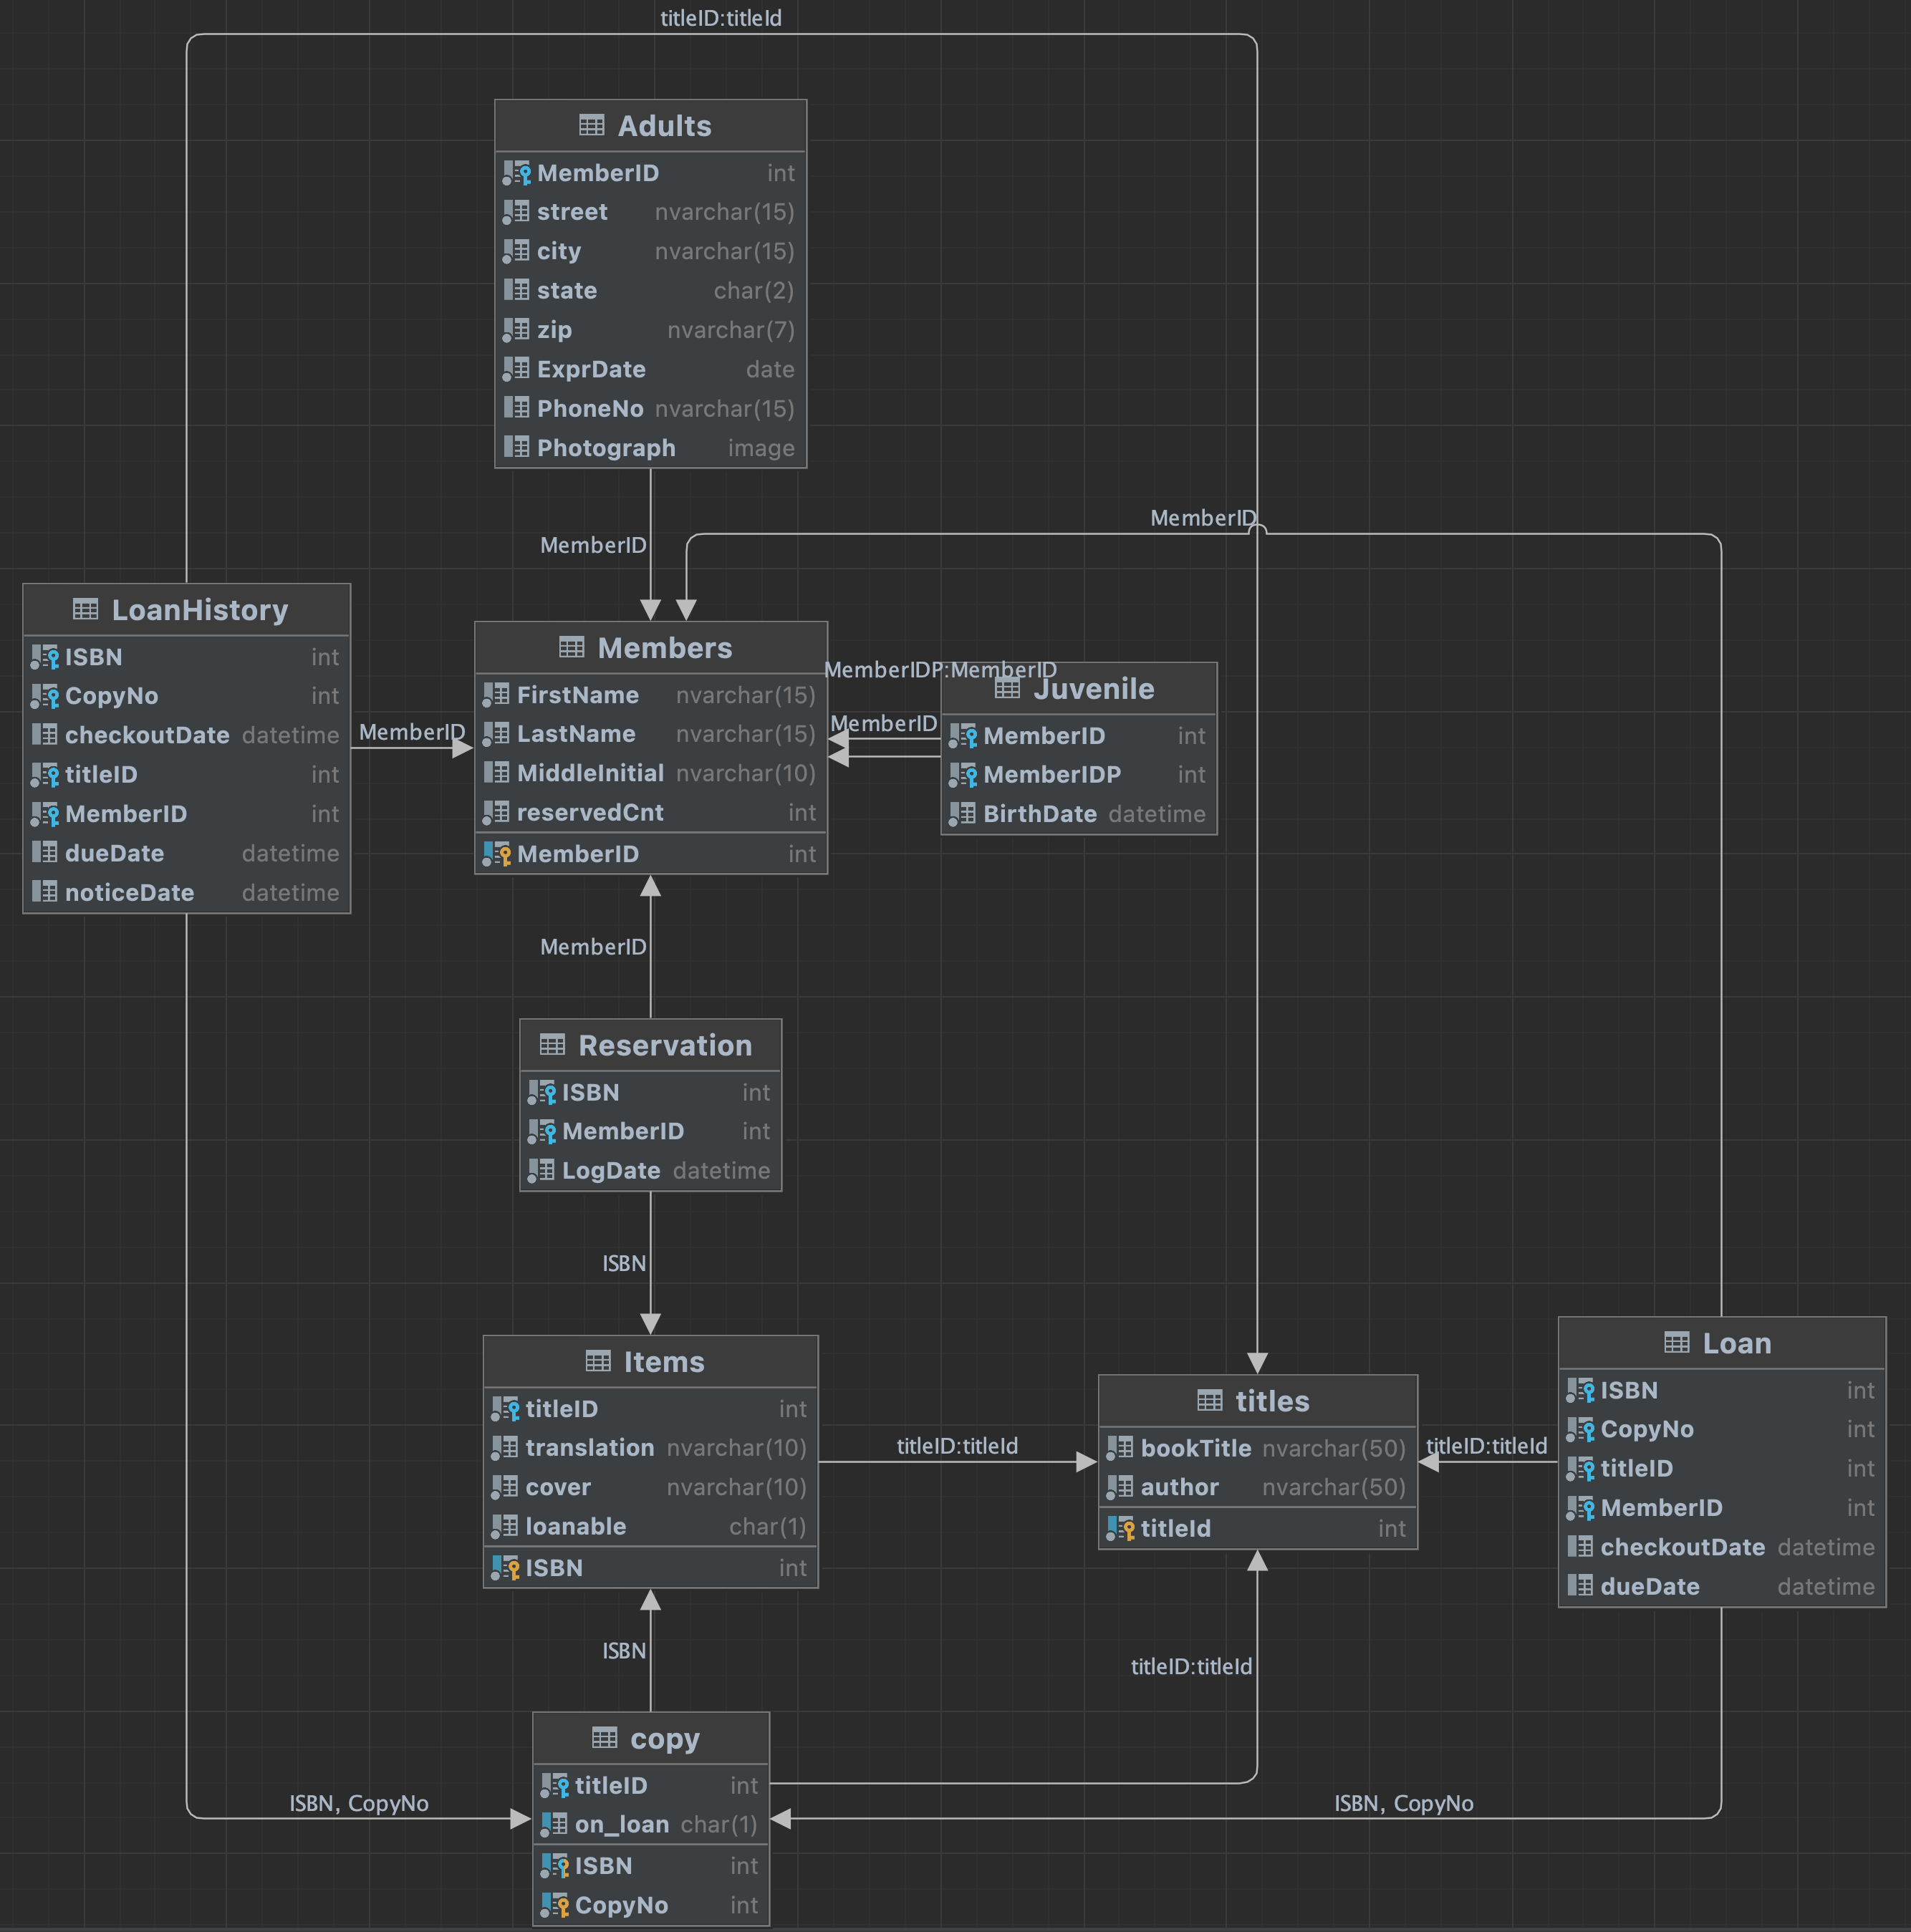 titleID:titleId
Adults
MemberID int
street nvarchar(15)
city nvarchar(15)
state char(2)
zip nvarchar(7)
ExprDate date
PhoneNo nvarchar(15)
Photograph image
MemberID
MemberID
LoanHistory
ISBN int
CopyNo int
checkoutDate datetime
titleID int
MemberID int
dueDate datetime
noticeDate datetime
MemberID
Members
FirstName nvarchar(15)
LastName nvarchar(15)
MiddleInitial nvarchar(10)
reservedCnt int
MemberID int
MemberIDP:MemberID
MemberID
Juvenile
MemberID int
MemberIDP int
BirthDate datetime
MemberID
Reservation
ISBN int
MemberID int
LogDate datetime
ISBN
Items
titleID int
translation nvarchar(10)
cover nvarchar(10)
loanable char(1)
ISBN int
titleID:titleId
titles
bookTitle nvarchar(50)
author nvarchar(50)
titleId int
titleID:titleId
Loan
ISBN int
CopyNo int
titleID int
MemberID int
checkoutDate datetime
dueDate datetime
ISBN
titleID:titleId
copy
titleID int
on_loan char(1)
ISBN int
CopyNo int
ISBN, CopyNo
ISBN, CopyNo